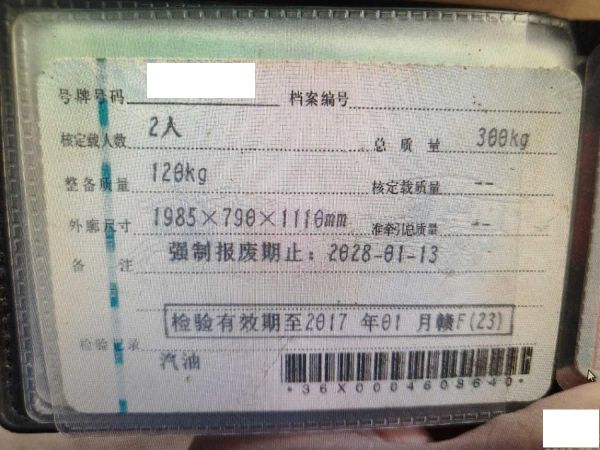 号牌号码 档案编号
核定载人数 2人 总质量 300kg
整备质量 120kg 核定载质量 --
外廓尺寸 1985×790×1110mm 准牵引总质量 --
备注 强制报废期止：2028-01-13
检验有效期至2017 年01 月赣F(23)
检验记录
汽油
*36X0004608640*